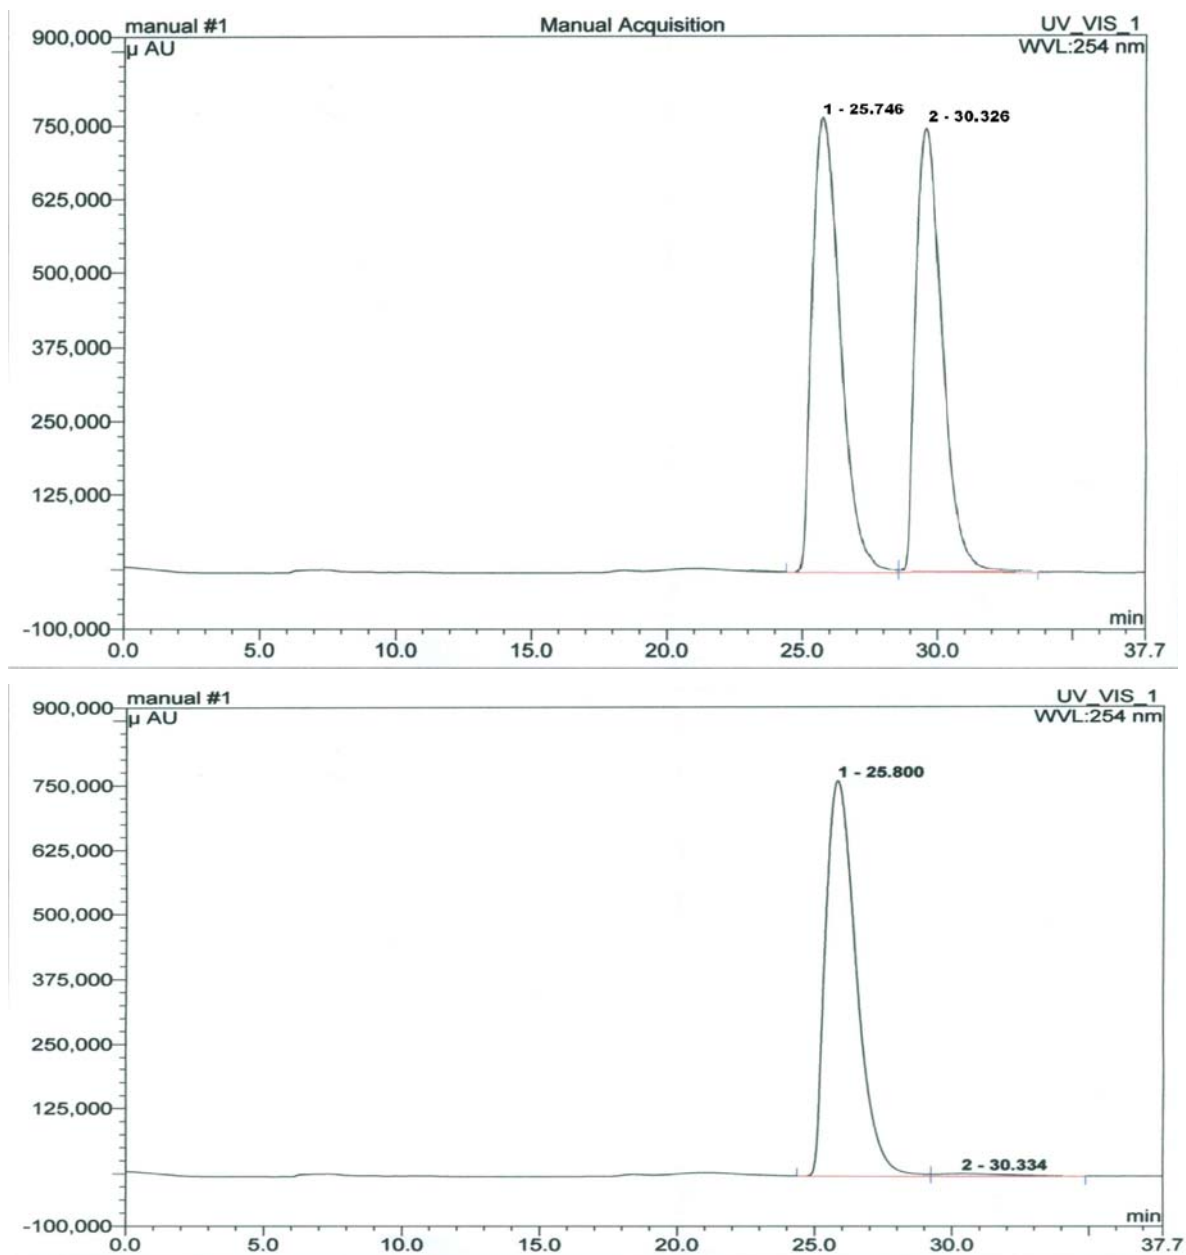 manual #1 Manual Acquisition UV_VIS_1
900,000 µ AU WVL:254 nm
1 - 25.746
2 - 30.326
750,000
625,000
500,000
375,000
250,000
125,000
min
-100,000
0.0 5.0 10.0 15.0 20.0 25.0 30.0 37.7
manual #1 UV_VIS_1
900,000 µ AU WVL:254 nm
1 - 25.800
750,000
625,000
500,000
375,000
250,000
125,000
2 - 30.334
min
-100,000
0.0 5.0 10.0 15.0 20.0 25.0 30.0 37.7